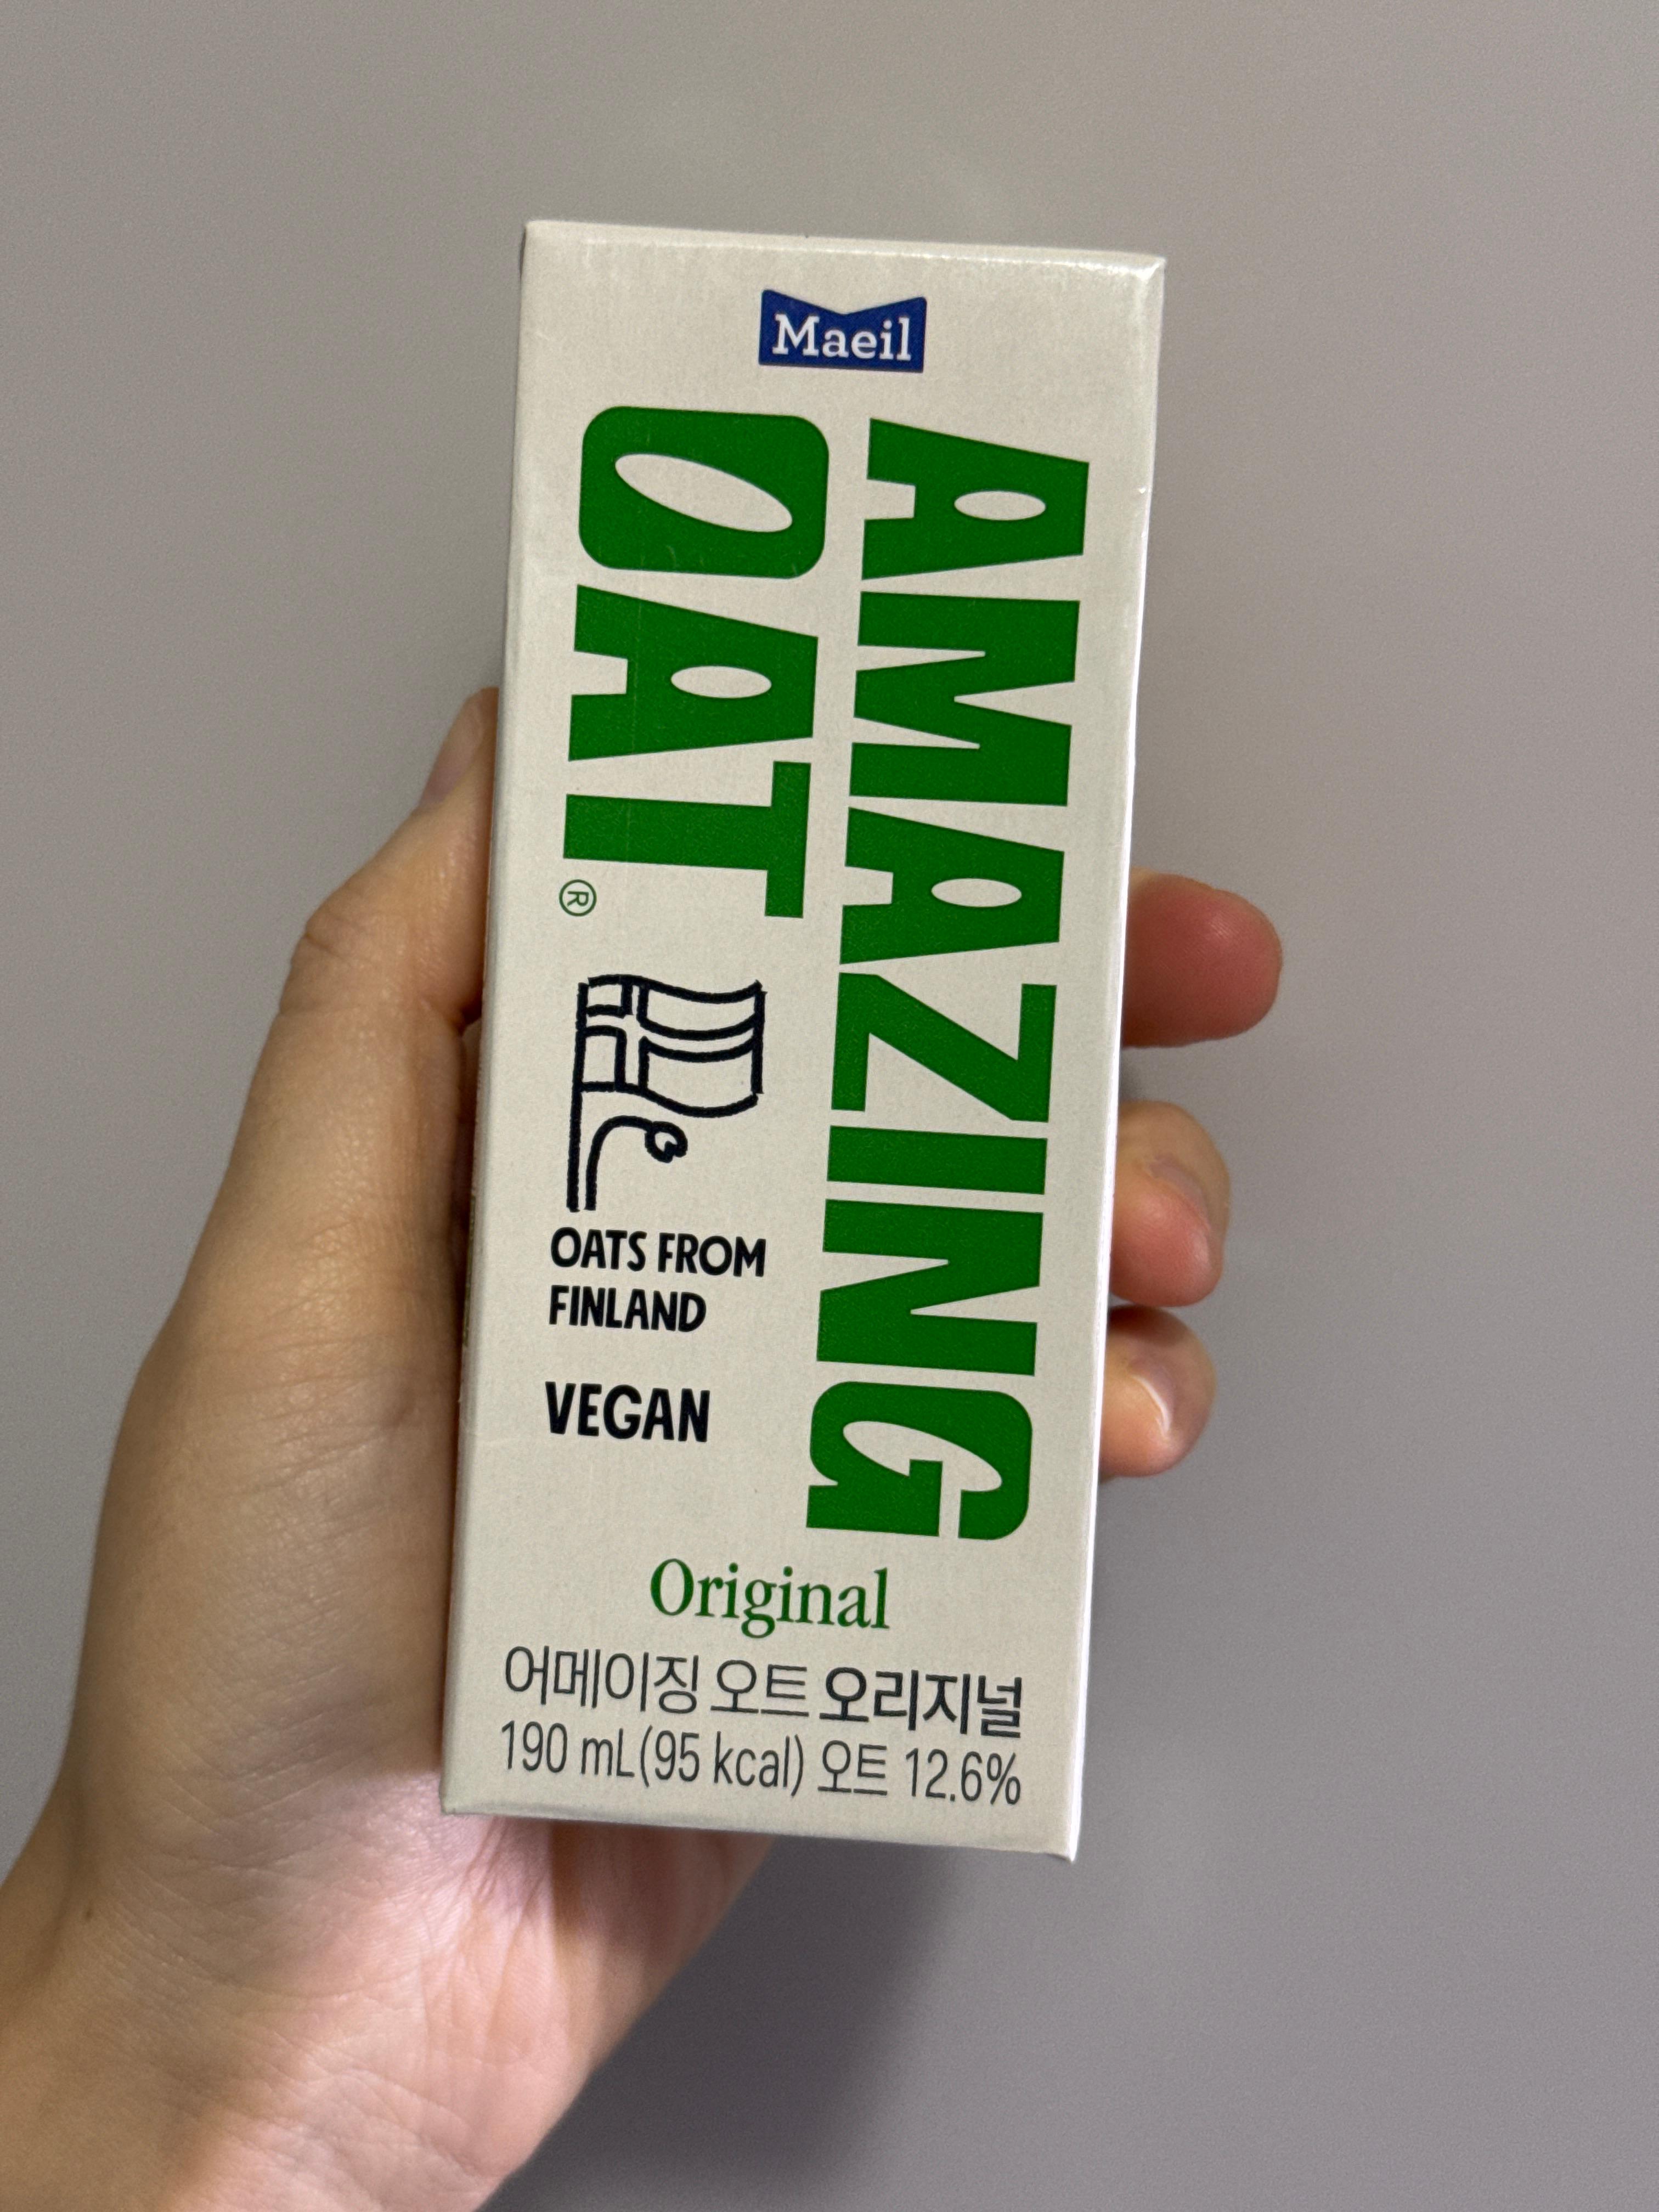 Maeil
AMAZING
OAT®
OATS FROM
FINLAND
VEGAN
Original
어메이징 오트 오리지널
190 mL(95 kcal) 오트 12.6%